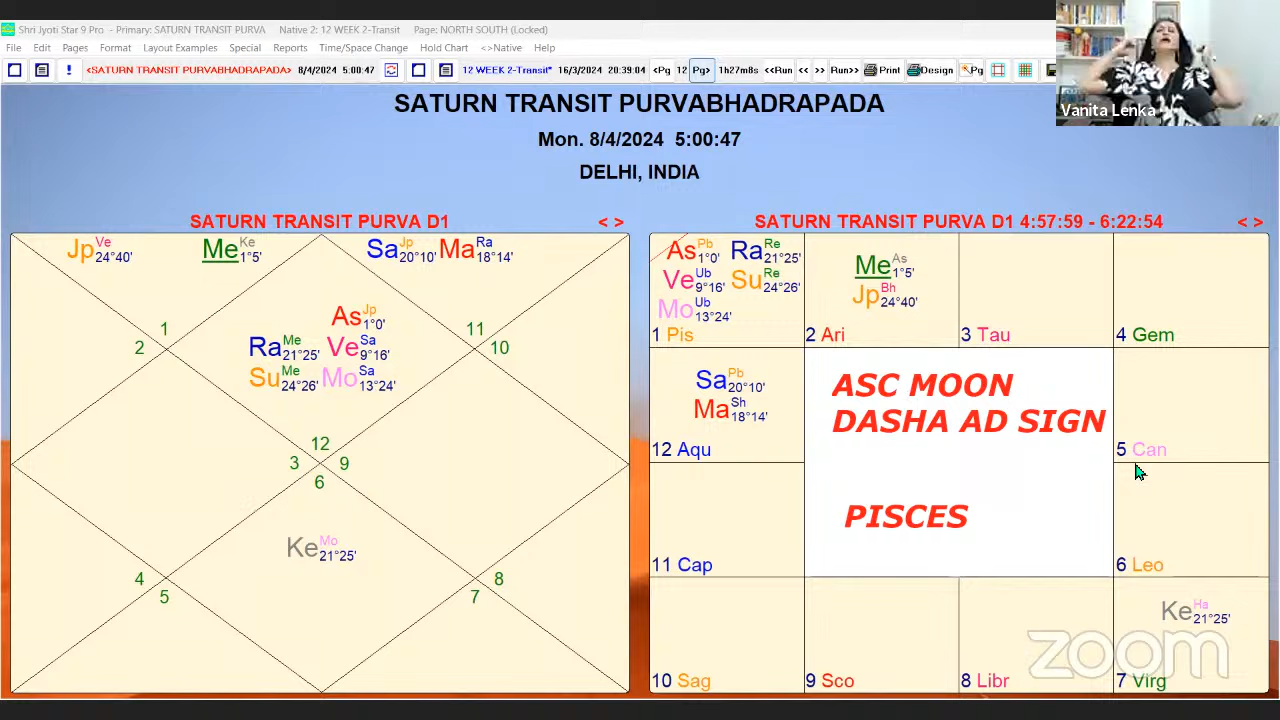 Shri Jyoti Star 9 Pro - Primary: SATURN TRANSIT PURVA Native 2: 12 WEEK 2-Transit Page: NORTH SOUTH (Locked)
File Edit Pages Format Layout Examples Special Reports Time/Space Change Hold Chart <>Native Help
! <SATURN TRANSIT PURVABHADRAPADA> 8/4/2024 5:00:47 12 WEEK 2-Transit* 16/3/2024 20:39:04 <Pg 12 Pg> 1h27m8s <<Run << >> Run>> Print Design Pg
Vanita Lenka
SATURN TRANSIT PURVABHADRAPADA
Mon. 8/4/2024 5:00:47
DELHI, INDIA
SATURN TRANSIT PURVA D1 < >
Jp Ve 24°40' Me Ke 1°5' Sa Jp 20°10' Ma Ra 18°14'
As Jp 1°0'
1 11
Ra Me 21°25' Ve Sa 9°16'
2 10
Su Me 24°26' Mo Sa 13°24'
12
3 9
6
Ke Mo 21°25'
4 8
5 7
SATURN TRANSIT PURVA D1 4:57:59 - 6:22:54 < >
As Pb 1°0' Ra Re 21°25'
Ve Ub 9°16' Su Re 24°26'
Mo Ub 13°24'
Me As 1°5'
Jp Bh 24°40'
1 Pis 2 Ari 3 Tau 4 Gem
Sa Pb 20°10'
Ma Sh 18°14'
ASC MOON
DASHA AD SIGN
12 Aqu 5 Can
PISCES
11 Cap 6 Leo
Ke Ha 21°25'
zoom
10 Sag 9 Sco 8 Libr 7 Virg